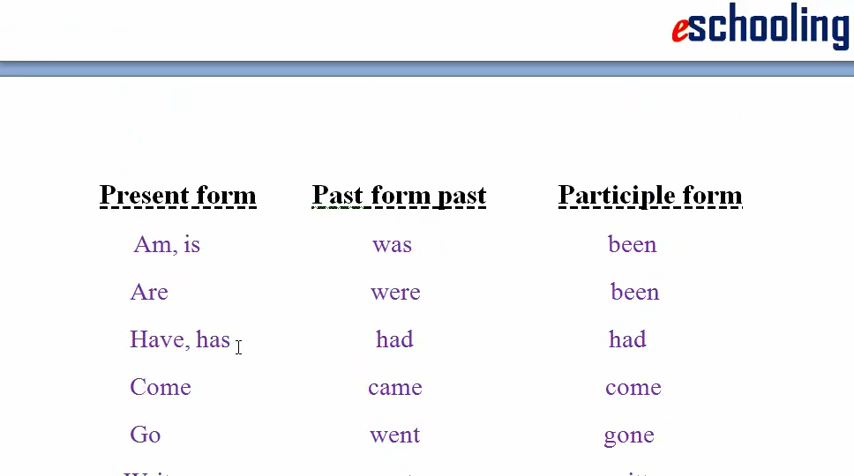 eschooling
Present form Past form past Participle form
Am, is was been
Are were been
Have, has had had
Come came come
Go went gone